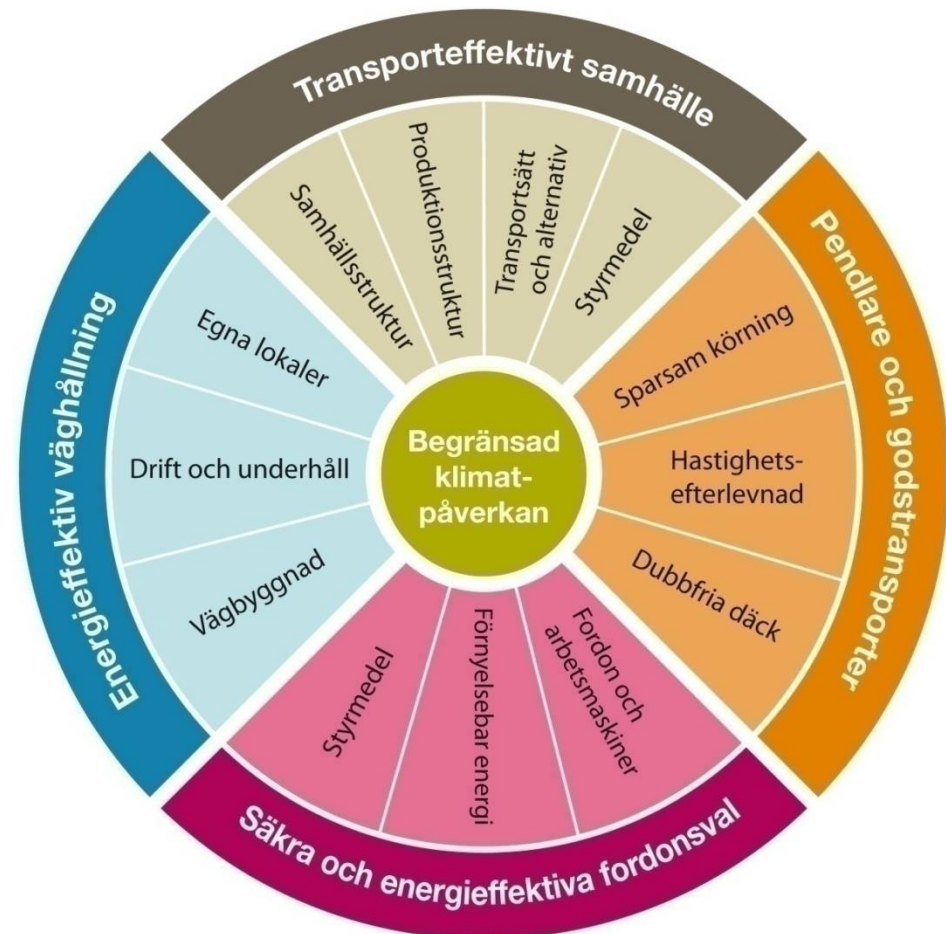 Transporteffektivt samhälle
Samhällsstruktur
Produktionsstruktur
Transportsätt
och alternativ
Styrmedel
Pendlare och godstransporter
Sparsam körning
Hastighets-
efterlevnad
Dubbfria däck
Säkra och energieffektiva fordonsval
Fordon och
arbetsmaskiner
Förnyelsebar energi
Styrmedel
Energieffektiv väghållning
Vägbyggnad
Drift och underhåll
Egna lokaler
Begränsad
klimat-
påverkan